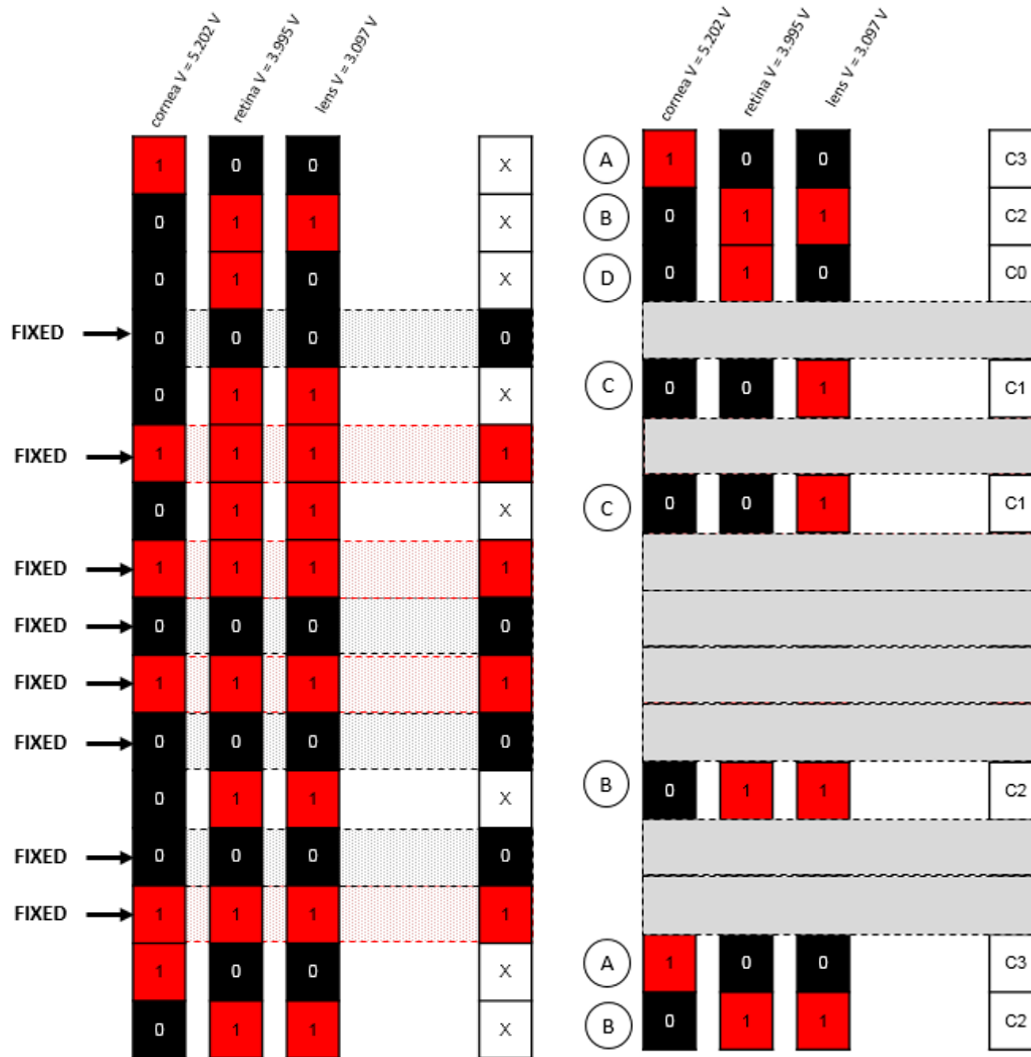 cornea V = 5.202 V retina V = 3.995 V lens V = 3.097 V
1 0 0 X
0 1 1 X
0 1 0 X
FIXED 0 0 0 0
0 1 1 X
FIXED 1 1 1 1
0 1 1 X
FIXED 1 1 1 1
FIXED 0 0 0 0
FIXED 1 1 1 1
FIXED 0 0 0 0
0 1 1 X
FIXED 0 0 0 0
FIXED 1 1 1 1
1 0 0 X
0 1 1 X
cornea V = 5.202 V retina V = 3.995 V lens V = 3.097 V
A 1 0 0 C3
B 0 1 1 C2
D 0 1 0 C0
C 0 0 1 C1
C 0 0 1 C1
B 0 1 1 C2
A 1 0 0 C3
B 0 1 1 C2